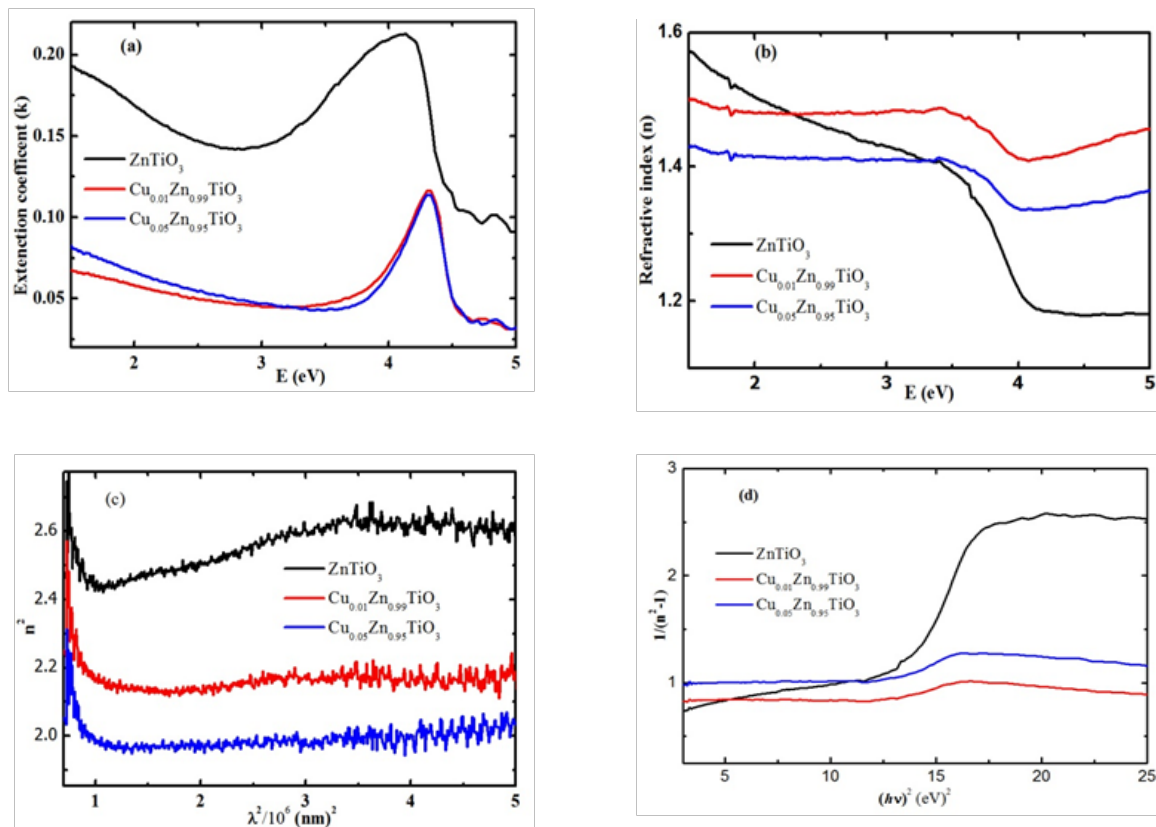 (a)
0.20
0.15
0.10
0.05
Extenction coefficent (k)
ZnTiO3
Cu0.01Zn0.99TiO3
Cu0.05Zn0.95TiO3
2 3 4 5
E (eV)
(b)
1.6
1.4
1.2
Refractive index (n)
ZnTiO3
Cu0.01Zn0.99TiO3
Cu0.05Zn0.95TiO3
2 3 4 5
E (eV)
(c)
2.6
2.4
2.2
2.0
n²
ZnTiO3
Cu0.01Zn0.99TiO3
Cu0.05Zn0.95TiO3
1 2 3 4 5
λ²/10⁶ (nm)²
(d)
3
2
1
1/(n²-1)
ZnTiO3
Cu0.01Zn0.99TiO3
Cu0.05Zn0.95TiO3
5 10 15 20 25
(hν)² (eV)²